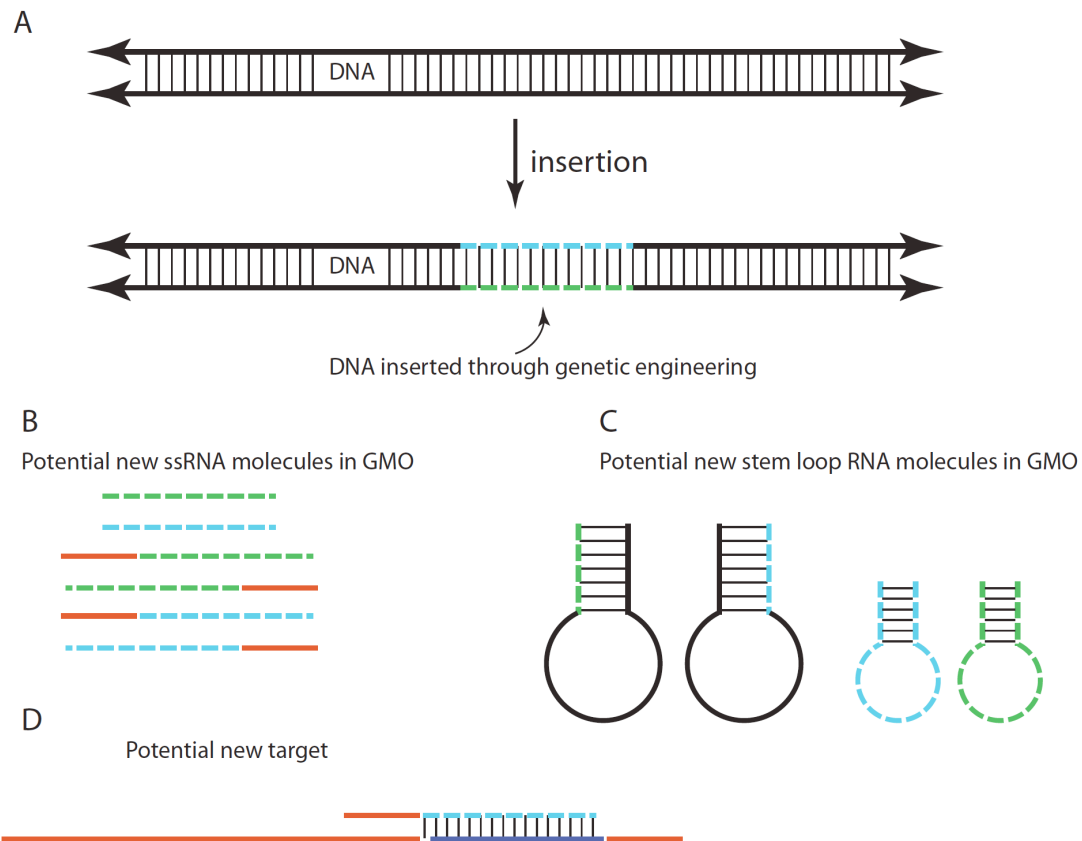 A
DNA
insertion
DNA
DNA inserted through genetic engineering
B
Potential new ssRNA molecules in GMO
C
Potential new stem loop RNA molecules in GMO
D
Potential new target